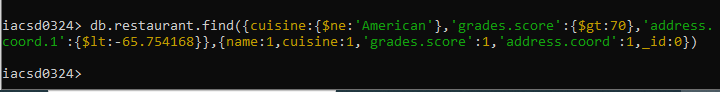 iacsd0324> db.restaurant.find({cuisine:{$ne:'American'},'grades.score':{$gt:70},'address.
coord.1':{$lt:-65.754168}},{name:1,cuisine:1,'grades.score':1,'address.coord':1,_id:0})
iacsd0324>